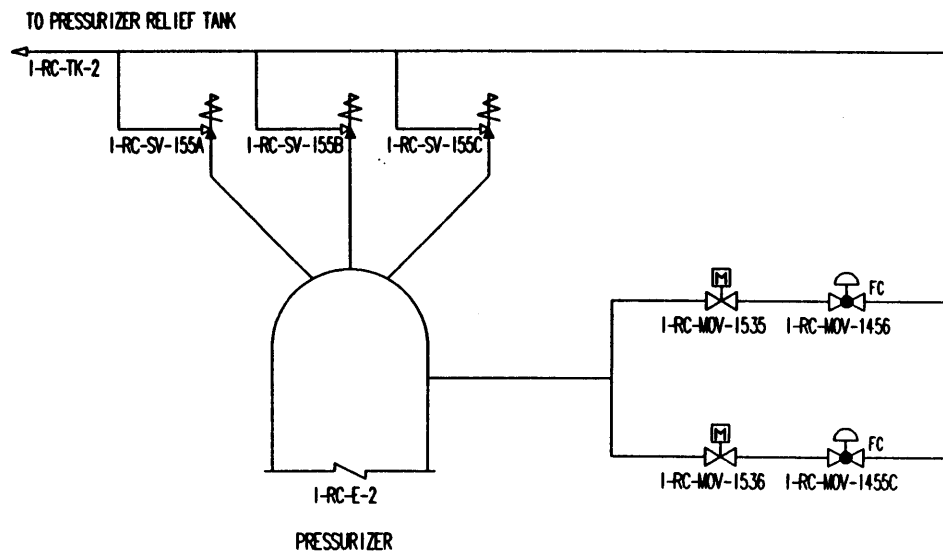 TO PRESSURIZER RELIEF TANK
1-RC-TK-2
1-RC-SV-155A
1-RC-SV-155B
1-RC-SV-155C
M
FC
1-RC-MOV-1535
1-RC-MOV-1456
M
FC
1-RC-MOV-1536
1-RC-MOV-1455C
1-RC-E-2
PRESSURIZER